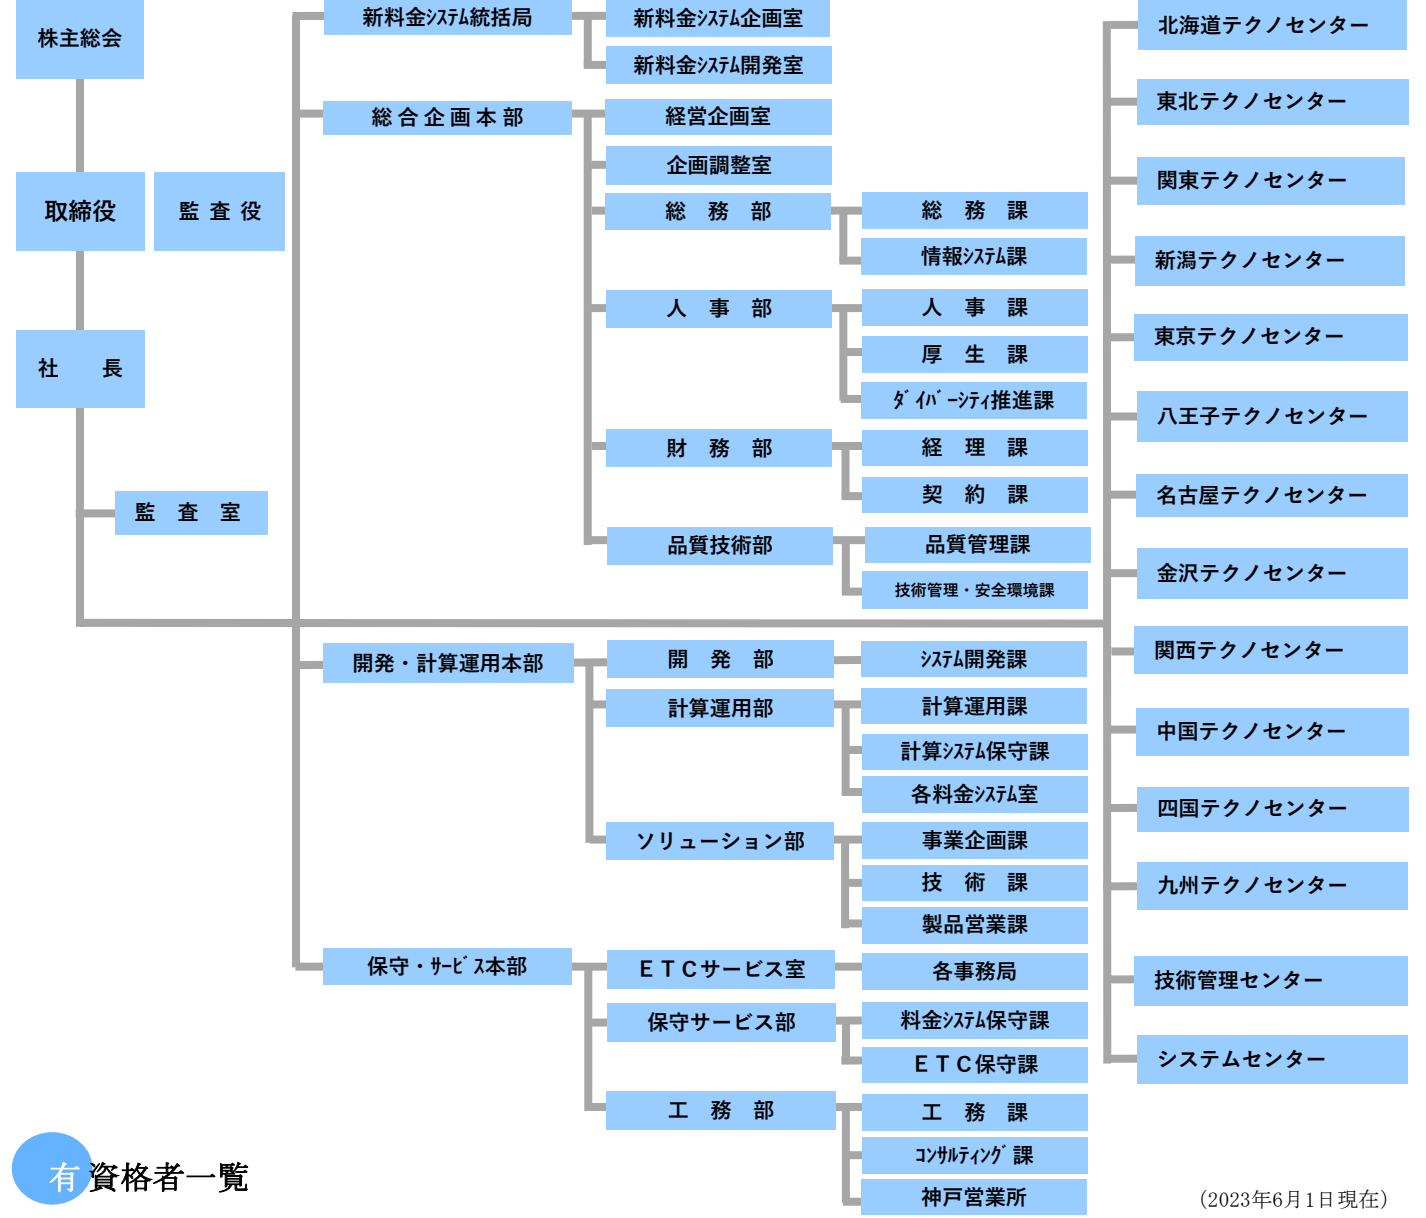 株主総会
取締役
監 査 役
社　　長
監　査　室
新料金ｼｽﾃﾑ統括局
新料金ｼｽﾃﾑ企画室
新料金ｼｽﾃﾑ開発室
総 合 企 画 本 部
経営企画室
企画調整室
総　務　部
総　務　課
情報ｼｽﾃﾑ課
人　事　部
人　事　課
厚　生　課
ﾀﾞｲﾊﾞｰｼﾃｨ推進課
財　務　部
経　理　課
契　約　課
品質技術部
品質管理課
技術管理・安全環境課
開発・計算運用本部
開　発　部
ｼｽﾃﾑ開発課
計算運用部
計算運用課
計算ｼｽﾃﾑ保守課
各料金ｼｽﾃﾑ室
ソリューション部
事業企画課
技　術　課
製品営業課
保守・ｻｰﾋﾞｽ本部
ＥＴＣサービス室
各事務局
保守サービス部
料金ｼｽﾃﾑ保守課
ＥＴＣ保守課
工　務　部
工　務　課
ｺﾝｻﾙﾃｨﾝｸﾞ課
神戸営業所
北海道テクノセンター
東北テクノセンター
関東テクノセンター
新潟テクノセンター
東京テクノセンター
八王子テクノセンター
名古屋テクノセンター
金沢テクノセンター
関西テクノセンター
中国テクノセンター
四国テクノセンター
九州テクノセンター
技術管理センター
システムセンター
有資格者一覧
（2023年6月1日現在）